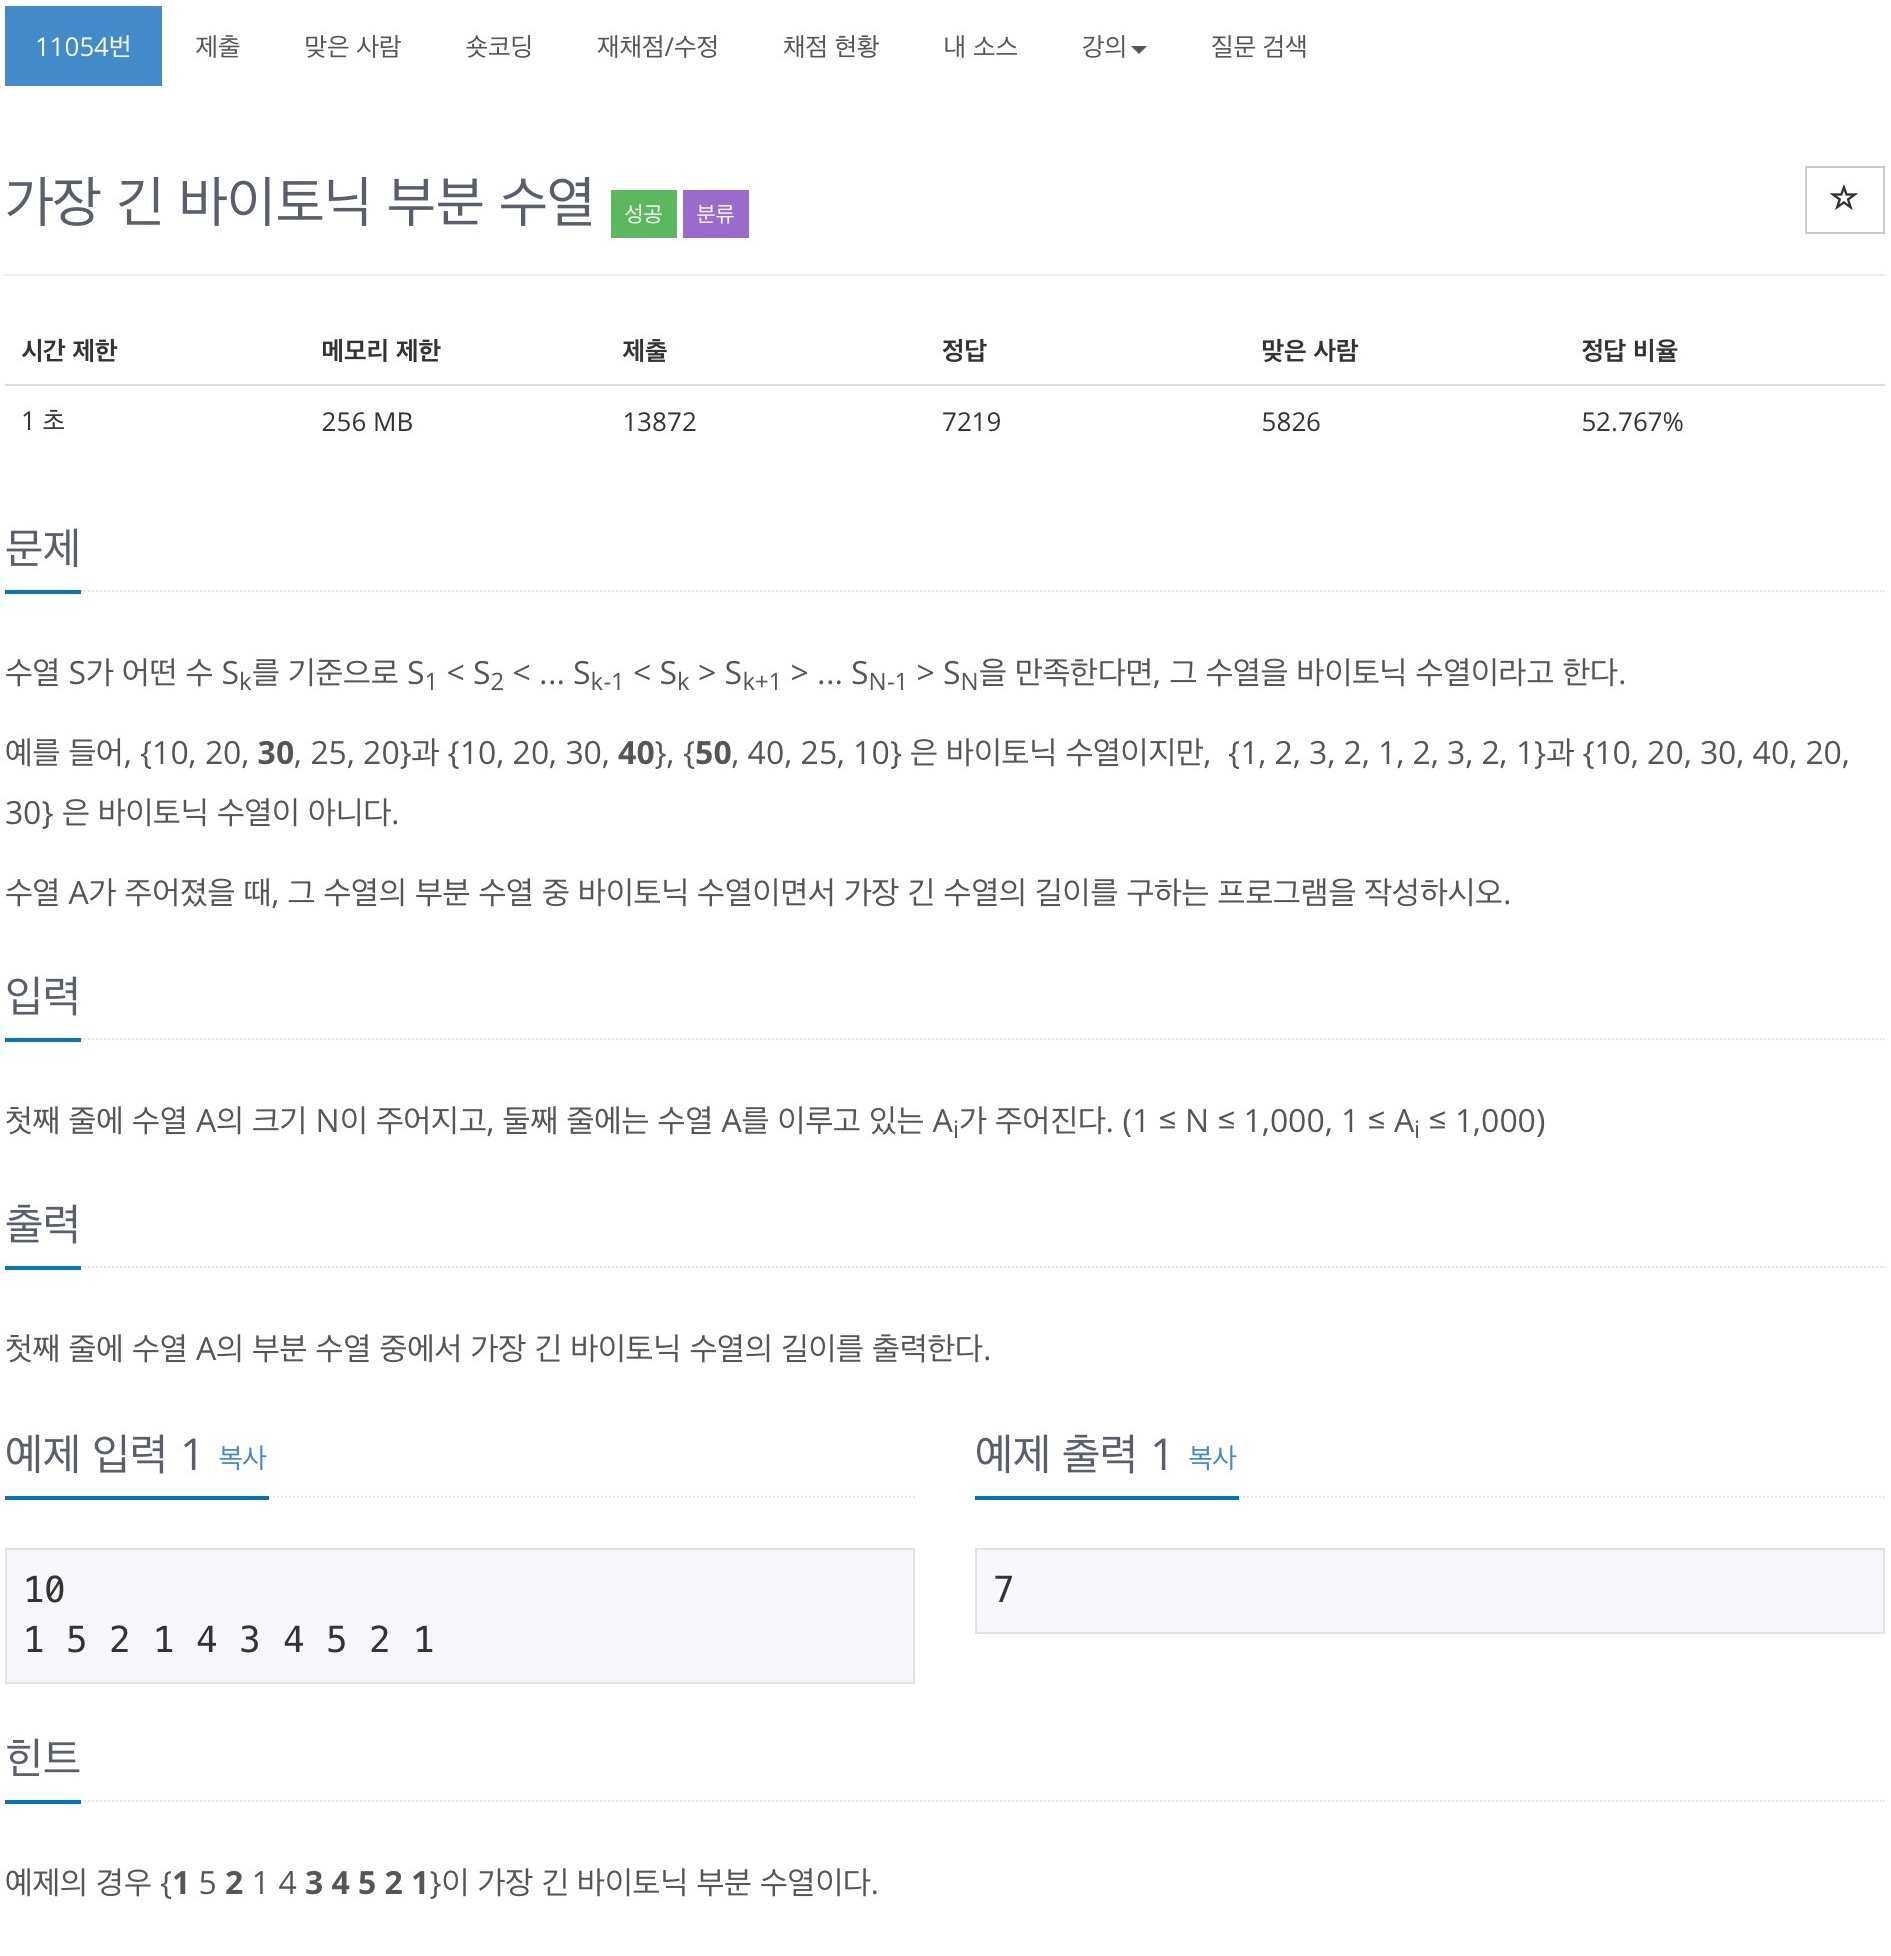 11054번 제출 맞은 사람 숏코딩 재채점/수정 채점 현황 내 소스 강의 질문 검색
가장 긴 바이토닉 부분 수열 성공 분류
시간 제한 메모리 제한 제출 정답 맞은 사람 정답 비율
1 초 256 MB 13872 7219 5826 52.767%
문제
수열 S가 어떤 수 Sk를 기준으로 S1 < S2 < ... Sk-1 < Sk > Sk+1 > ... SN-1 > SN을 만족한다면, 그 수열을 바이토닉 수열이라고 한다.
예를 들어, {10, 20, 30, 25, 20}과 {10, 20, 30, 40}, {50, 40, 25, 10} 은 바이토닉 수열이지만, {1, 2, 3, 2, 1, 2, 3, 2, 1}과 {10, 20, 30, 40, 20,
30} 은 바이토닉 수열이 아니다.
수열 A가 주어졌을 때, 그 수열의 부분 수열 중 바이토닉 수열이면서 가장 긴 수열의 길이를 구하는 프로그램을 작성하시오.
입력
첫째 줄에 수열 A의 크기 N이 주어지고, 둘째 줄에는 수열 A를 이루고 있는 Ai가 주어진다. (1 ≤ N ≤ 1,000, 1 ≤ Ai ≤ 1,000)
출력
첫째 줄에 수열 A의 부분 수열 중에서 가장 긴 바이토닉 수열의 길이를 출력한다.
예제 입력 1 복사
10
1 5 2 1 4 3 4 5 2 1
예제 출력 1 복사
7
힌트
예제의 경우 {1 5 2 1 4 3 4 5 2 1}이 가장 긴 바이토닉 부분 수열이다.